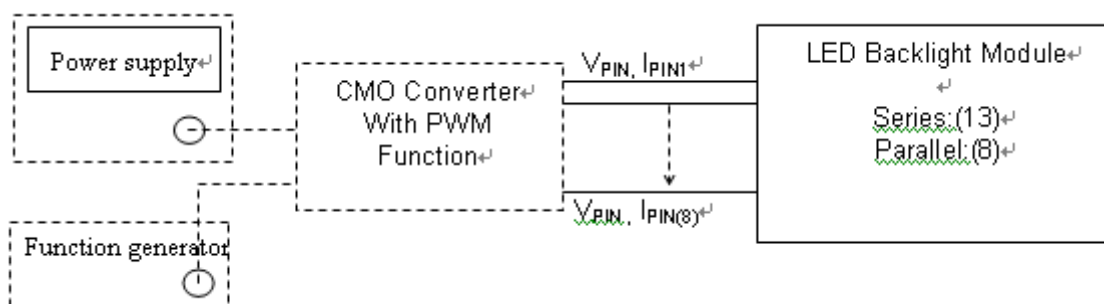 Power supply↵
CMO Converter↵
With PWM
Function↵
Function generator
VPIN, IPIN1↵
VPIN, IPIN(8)↵
LED Backlight Module
↵
Series:(13)↵
Parallel:(8)↵